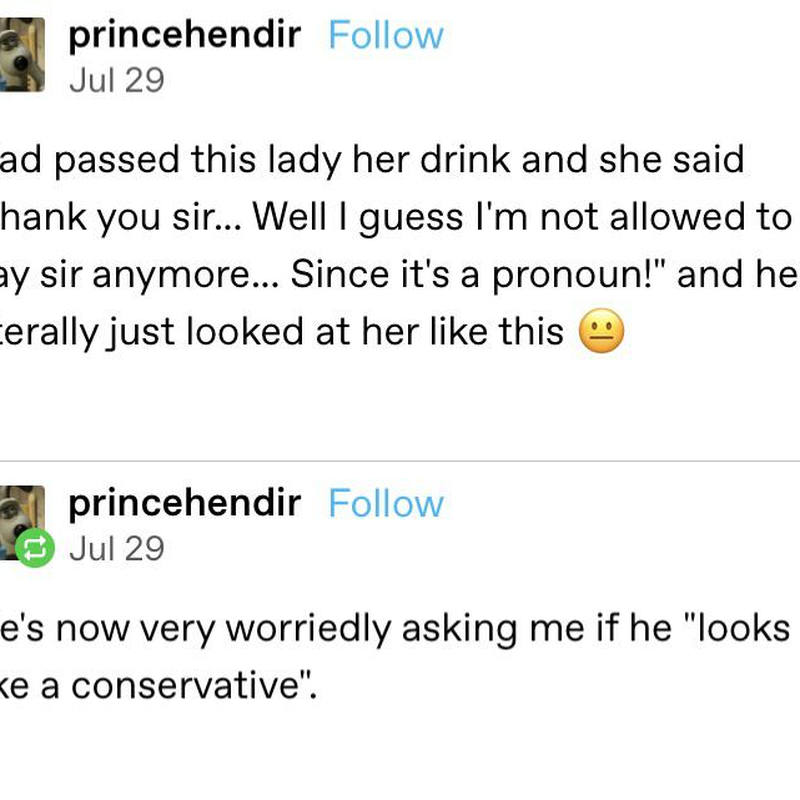 princehendir Follow
Jul 29
ad passed this lady her drink and she said
hank you sir... Well I guess I'm not allowed to
ay sir anymore... Since it's a pronoun!" and he
terally just looked at her like this 😐
princehendir Follow
Jul 29
e's now very worriedly asking me if he "looks
ke a conservative".